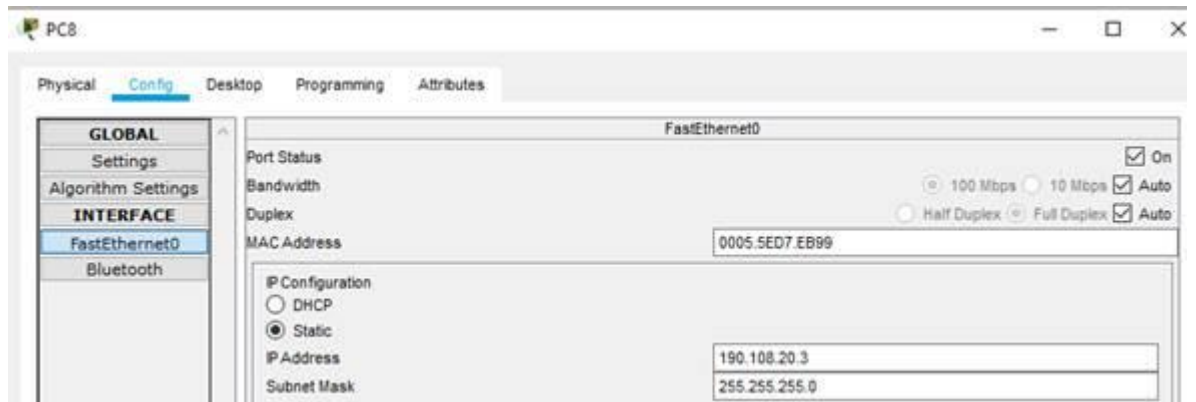 PC8
Physical Config Desktop Programming Attributes
GLOBAL
Settings
Algorithm Settings
INTERFACE
FastEthernet0
Bluetooth
FastEthernet0
Port Status On
Bandwidth 100 Mbps 10 Mbps Auto
Duplex Half Duplex Full Duplex Auto
MAC Address 0005.5ED7.EB99
IP Configuration
DHCP
Static
IP Address 190.108.20.3
Subnet Mask 255.255.255.0